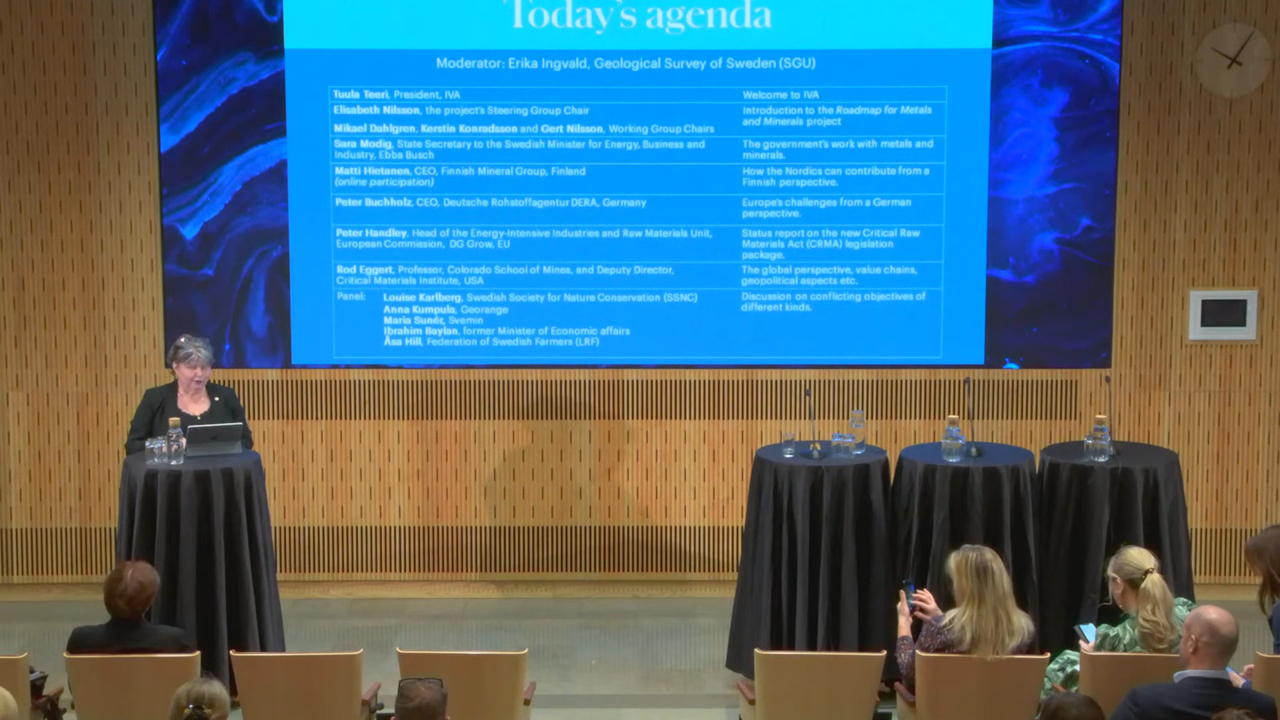 Today's agenda
Moderator: Erika Ingvald, Geological Survey of Sweden (SGU)
Tuula Teeri, President, IVA
Welcome to IVA
Elisabeth Nilsson, the project's Steering Group Chair
Mikael Dahlgren, Kerstin Konradsson and Gert Nilsson, Working Group Chairs
Introduction to the Roadmap for Metals
and Minerals project
Sara Modig, State Secretary to the Swedish Minister for Energy, Business and
Industry, Ebba Busch
The government's work with metals and
minerals.
Matti Hietanen, CEO, Finnish Mineral Group, Finland
(online participation)
How the Nordics can contribute from a
Finnish perspective.
Peter Buchholz, CEO, Deutsche Rohstoffagentur DERA, Germany
Europe's challenges from a German
perspective.
Peter Handley, Head of the Energy-Intensive Industries and Raw Materials Unit,
European Commission, DG Grow, EU
Status report on the new Critical Raw
Materials Act (CRMA) legislation
package.
Rod Eggert, Professor, Colorado School of Mines, and Deputy Director,
Critical Materials Institute, USA
The global perspective, value chains,
geopolitical aspects etc.
Panel: Louise Karlberg, Swedish Society for Nature Conservation (SSNC)
Anna Kumpula, Georange
Maria Sunér, Svemin
Ibrahim Baylan, former Minister of Economic affairs
Åsa Hill, Federation of Swedish Farmers (LRF)
Discussion on conflicting objectives of
different kinds.